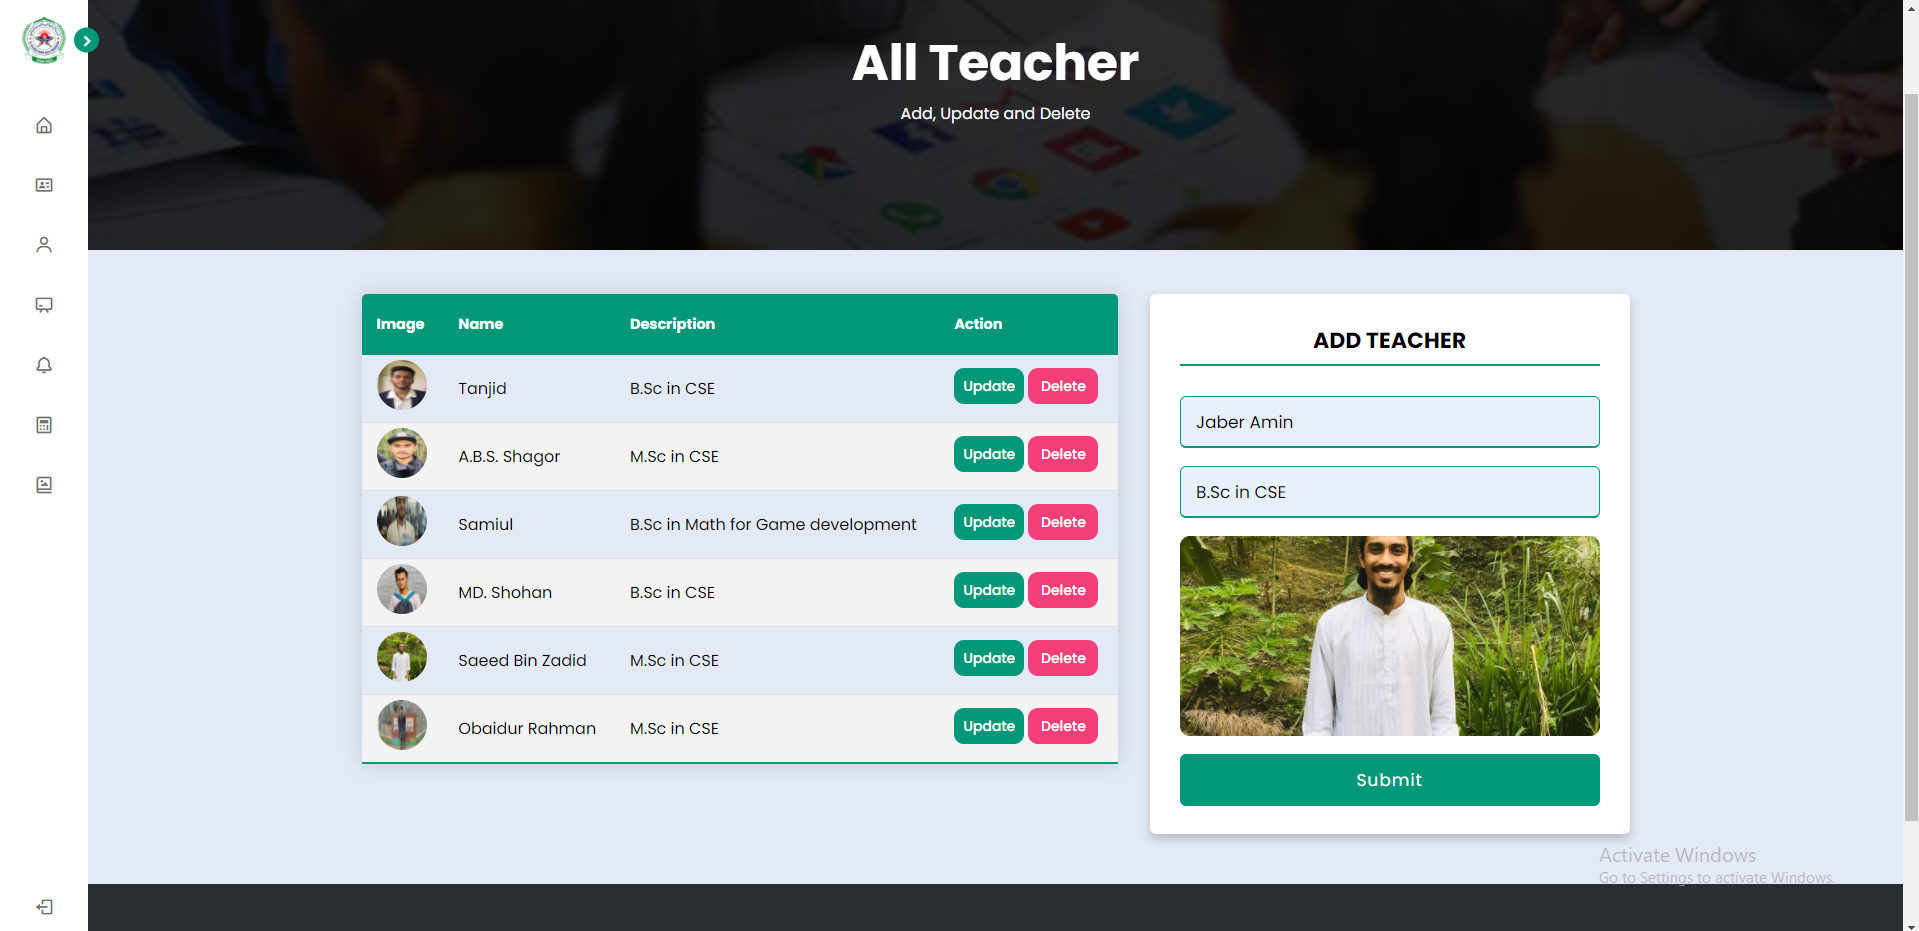 All Teacher
Add, Update and Delete
Image Name Description Action
Tanjid B.Sc in CSE Update Delete
A.B.S. Shagor M.Sc in CSE Update Delete
Samiul B.Sc in Math for Game development Update Delete
MD. Shohan B.Sc in CSE Update Delete
Saeed Bin Zadid M.Sc in CSE Update Delete
Obaidur Rahman M.Sc in CSE Update Delete
ADD TEACHER
Jaber Amin
B.Sc in CSE
Submit
Activate Windows
Go to Settings to activate Windows.